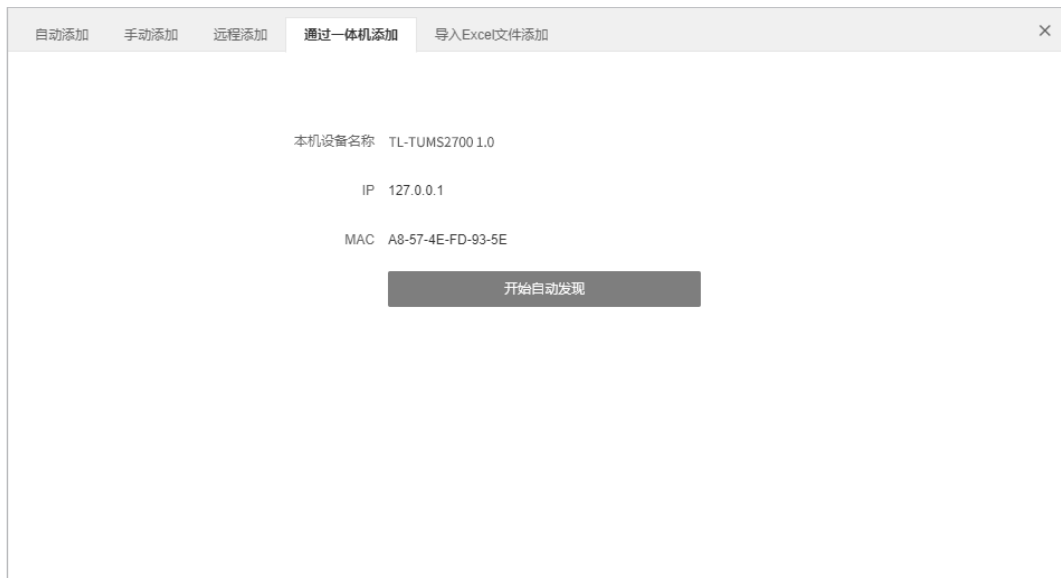 自动添加 手动添加 远程添加 通过一体机添加 导入Excel文件添加 ×
本机设备名称 TL-TUMS2700 1.0
IP 127.0.0.1
MAC A8-57-4E-FD-93-5E
开始自动发现